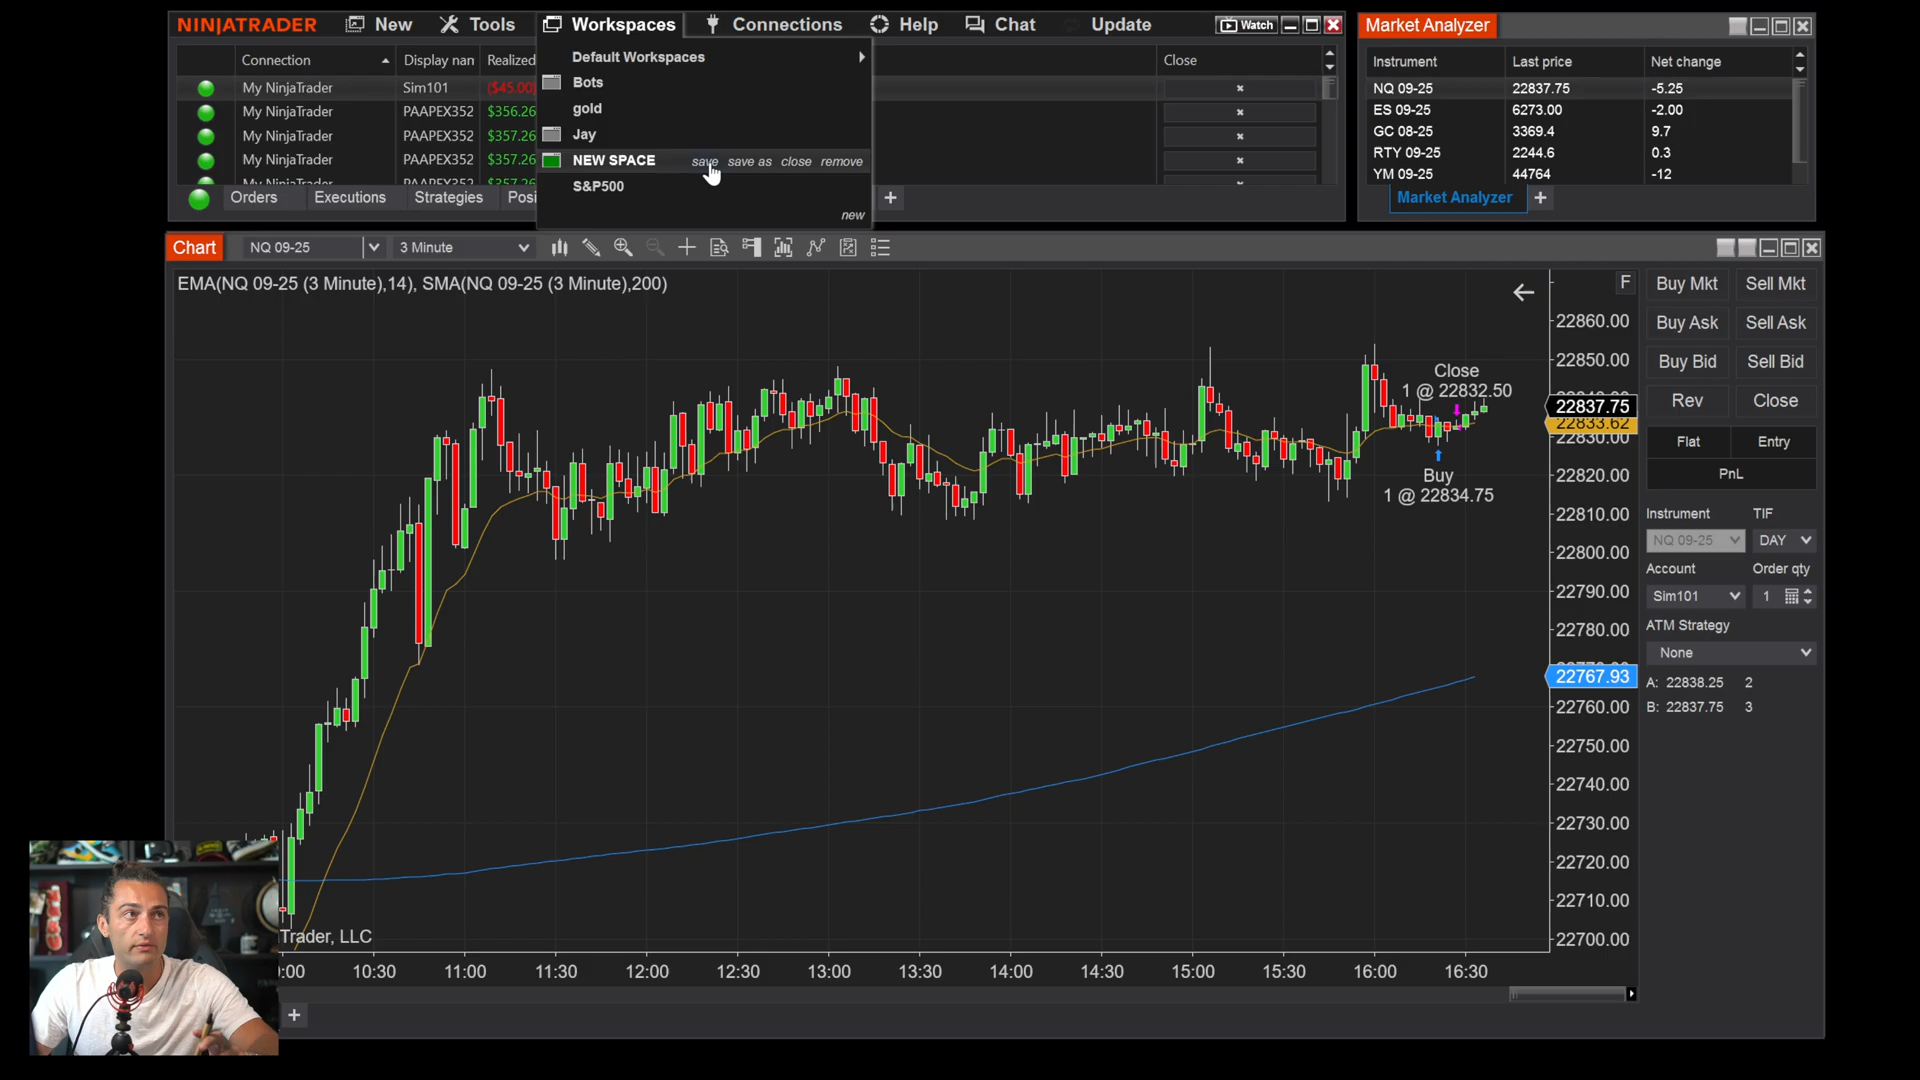 NINJATRADER New Tools Workspaces Connections Help Chat Update Watch
Connection Display nan Realized Close
My NinjaTrader Sim101 ($45.00)
My NinjaTrader PAAPEX352 $356.26
My NinjaTrader PAAPEX352 $357.26
My NinjaTrader PAAPEX352 $357.26
My NinjaTrader PAAPEX352 $357.26
Orders Executions Strategies Posi +
Default Workspaces
Bots
gold
Jay
NEW SPACE save save as close remove
S&P500
new
Market Analyzer
Instrument Last price Net change
NQ 09-25 22837.75 -5.25
ES 09-25 6273.00 -2.00
GC 08-25 3369.4 9.7
RTY 09-25 2244.6 0.3
YM 09-25 44764 -12
Market Analyzer +
Chart NQ 09-25 3 Minute
EMA(NQ 09-25 (3 Minute),14), SMA(NQ 09-25 (3 Minute),200)
F
22860.00
22850.00
22837.75
22833.62
22830.00
22820.00
22810.00
22800.00
22790.00
22780.00
22767.93
22760.00
22750.00
22740.00
22730.00
22720.00
22710.00
22700.00
Close
1 @ 22832.50
Buy
1 @ 22834.75
Trader, LLC
:00 10:30 11:00 11:30 12:00 12:30 13:00 13:30 14:00 14:30 15:00 15:30 16:00 16:30
+
Buy Mkt Sell Mkt
Buy Ask Sell Ask
Buy Bid Sell Bid
Rev Close
Flat Entry
PnL
Instrument TIF
NQ 09-25 DAY
Account Order qty
Sim101 1
ATM Strategy
None
A: 22838.25 2
B: 22837.75 3